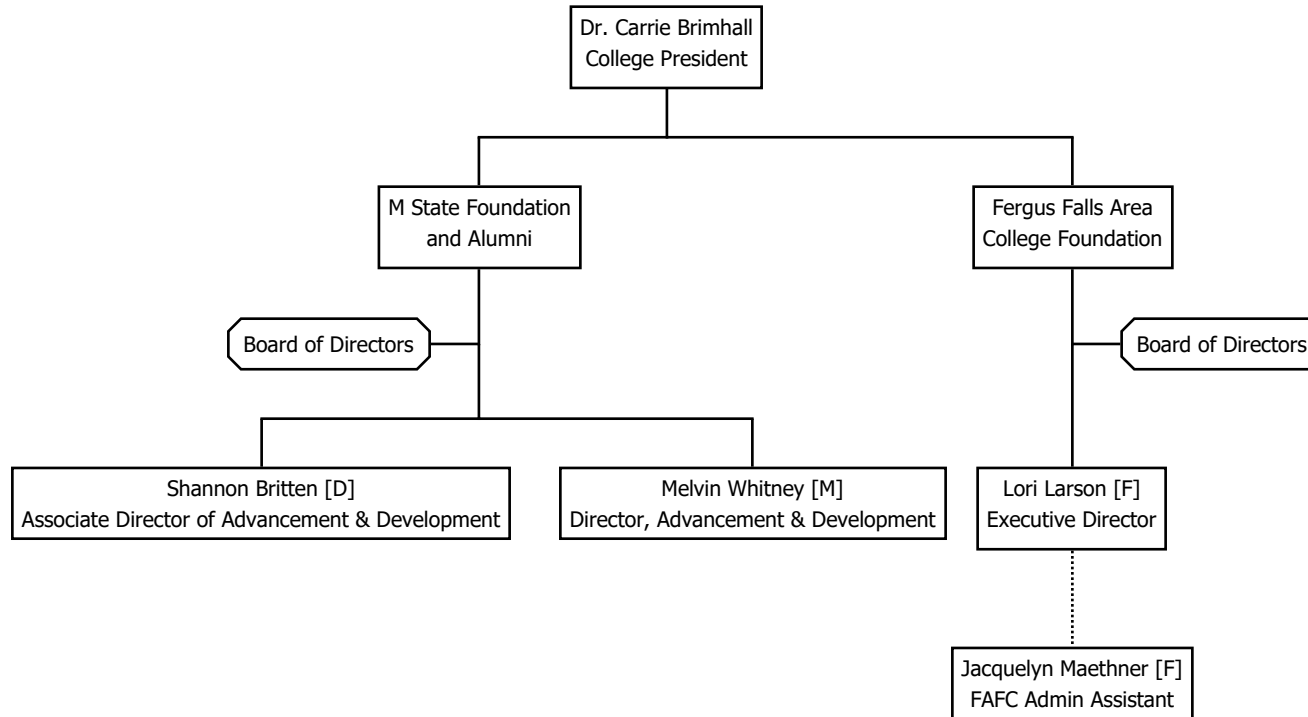 Dr. Carrie Brimhall
College President
M State Foundation
and Alumni
Fergus Falls Area
College Foundation
Board of Directors
Board of Directors
Shannon Britten [D]
Associate Director of Advancement & Development
Melvin Whitney [M]
Director, Advancement & Development
Lori Larson [F]
Executive Director
Jacquelyn Maethner [F]
FAFC Admin Assistant